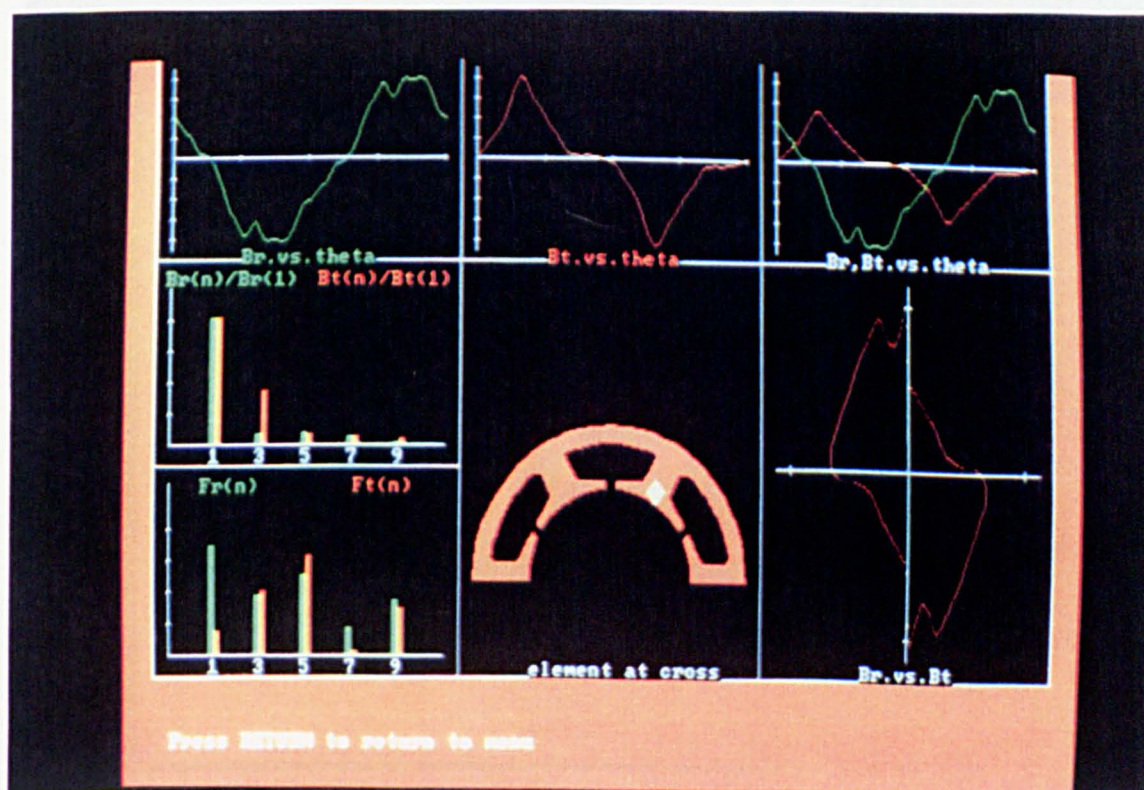 Br.vs.theta
Bt.vs.theta
Br,Bt.vs.theta
Br(n)/Br(1) Bt(n)/Bt(1)
1 3 5 7 9
Fr(n) Ft(n)
1 3 5 7 9
element at cross
Br.vs.Bt
Press RETURN to return to menu